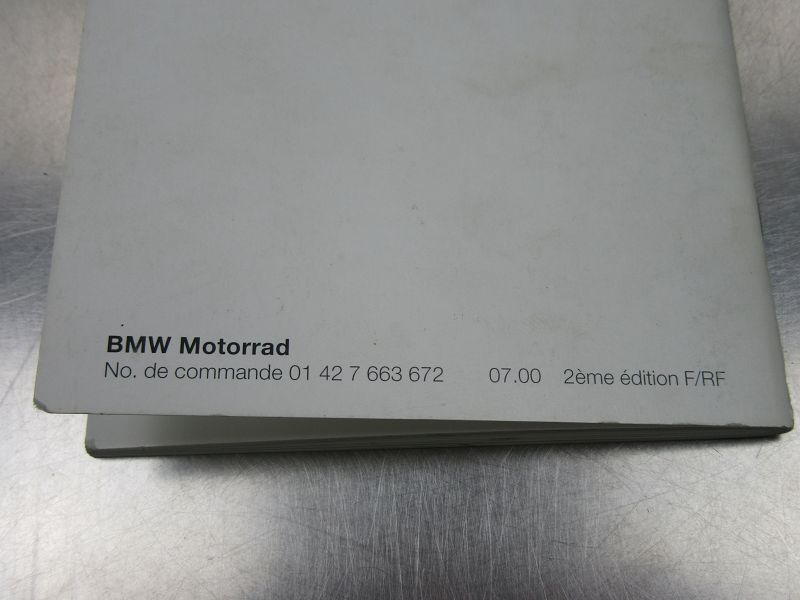 BMW Motorrad
No. de commande 01 42 7 663 672 07.00 2ème édition F/RF